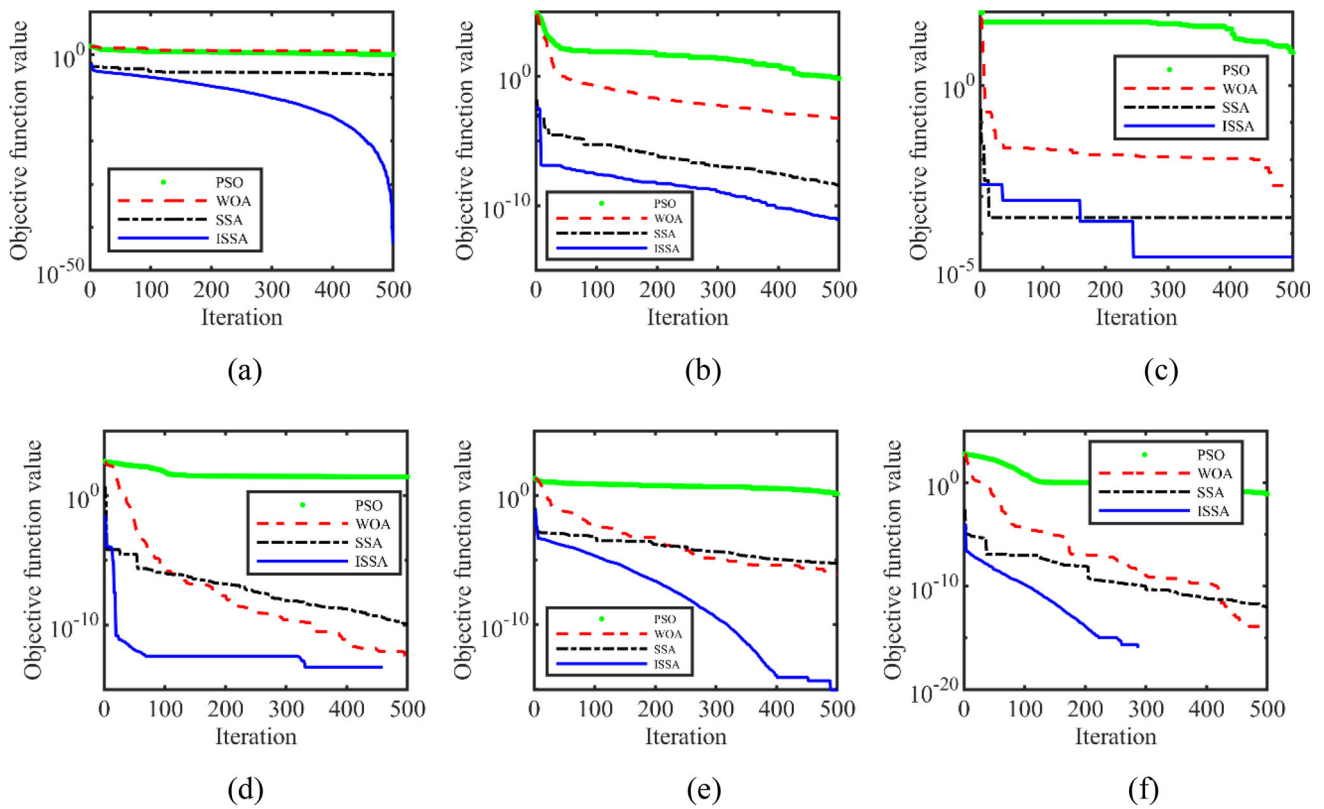 Objective function value
10^0
10^-50
PSO
WOA
SSA
ISSA
0 100 200 300 400 500
Iteration
(a)
Objective function value
10^0
10^-10
PSO
WOA
SSA
ISSA
0 100 200 300 400 500
Iteration
(b)
Objective function value
10^0
10^-5
PSO
WOA
SSA
ISSA
0 100 200 300 400 500
Iteration
(c)
Objective function value
10^0
10^-10
PSO
WOA
SSA
ISSA
0 100 200 300 400 500
Iteration
(d)
Objective function value
10^0
10^-10
PSO
WOA
SSA
ISSA
0 100 200 300 400 500
Iteration
(e)
Objective function value
10^0
10^-10
10^-20
PSO
WOA
SSA
ISSA
0 100 200 300 400 500
Iteration
(f)